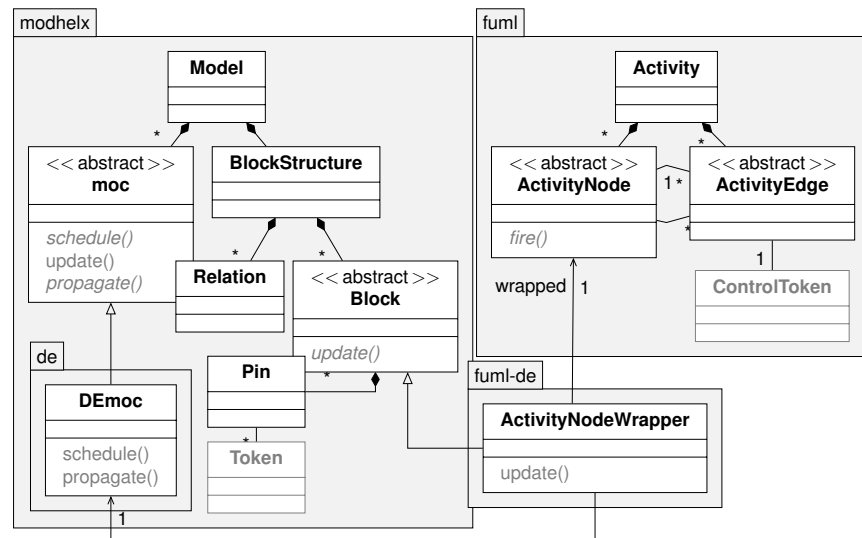 modhelx
fuml
Model
Activity
*
*
*
<< abstract >>
moc
BlockStructure
<< abstract >>
ActivityNode
1
*
<< abstract >>
ActivityEdge
schedule()
update()
propagate()
fire()
*
*
*
Relation
<< abstract >>
Block
wrapped
1
1
ControlToken
update()
de
Pin
*
fuml-de
DEmoc
ActivityNodeWrapper
*
Token
schedule()
propagate()
update()
1